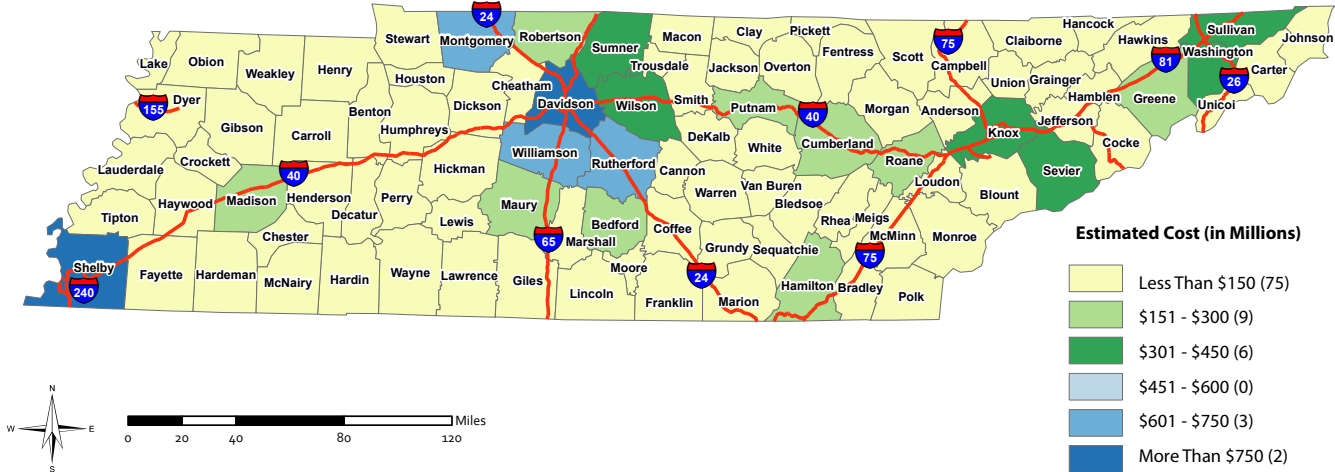 24
Stewart
Montgomery
Robertson
Sumner
Macon
Clay
Pickett
Scott
75
Campbell
Claiborne
Hancock
Hawkins
Sullivan
Johnson
Lake
Obion
Weakley
Henry
Houston
Cheatham
Trousdale
Jackson
Overton
Fentress
Union
Grainger
81
Washington
Carter
26
155
Dyer
Gibson
Carroll
Benton
Humphreys
Dickson
Davidson
Wilson
Smith
Putnam
40
Morgan
Anderson
Knox
Jefferson
Hamblen
Greene
Unicoi
Lauderdale
Crockett
40
Hickman
Williamson
Rutherford
Cannon
DeKalb
White
Cumberland
Roane
Loudon
Blount
Sevier
Cocke
Tipton
Haywood
Madison
Henderson
Decatur
Perry
Lewis
Maury
Bedford
Coffee
Warren
Van Buren
Bledsoe
Rhea
Meigs
McMinn
Monroe
Shelby
240
Fayette
Hardeman
Chester
McNairy
Hardin
Wayne
Lawrence
Giles
65
Marshall
Moore
Lincoln
Franklin
24
Grundy
Sequatchie
Marion
Hamilton
75
Bradley
Polk
Estimated Cost (in Millions)
Less Than $150 (75)
$151 - $300 (9)
$301 - $450 (6)
$451 - $600 (0)
$601 - $750 (3)
More Than $750 (2)
N
W E
S
Miles
0 20 40 80 120